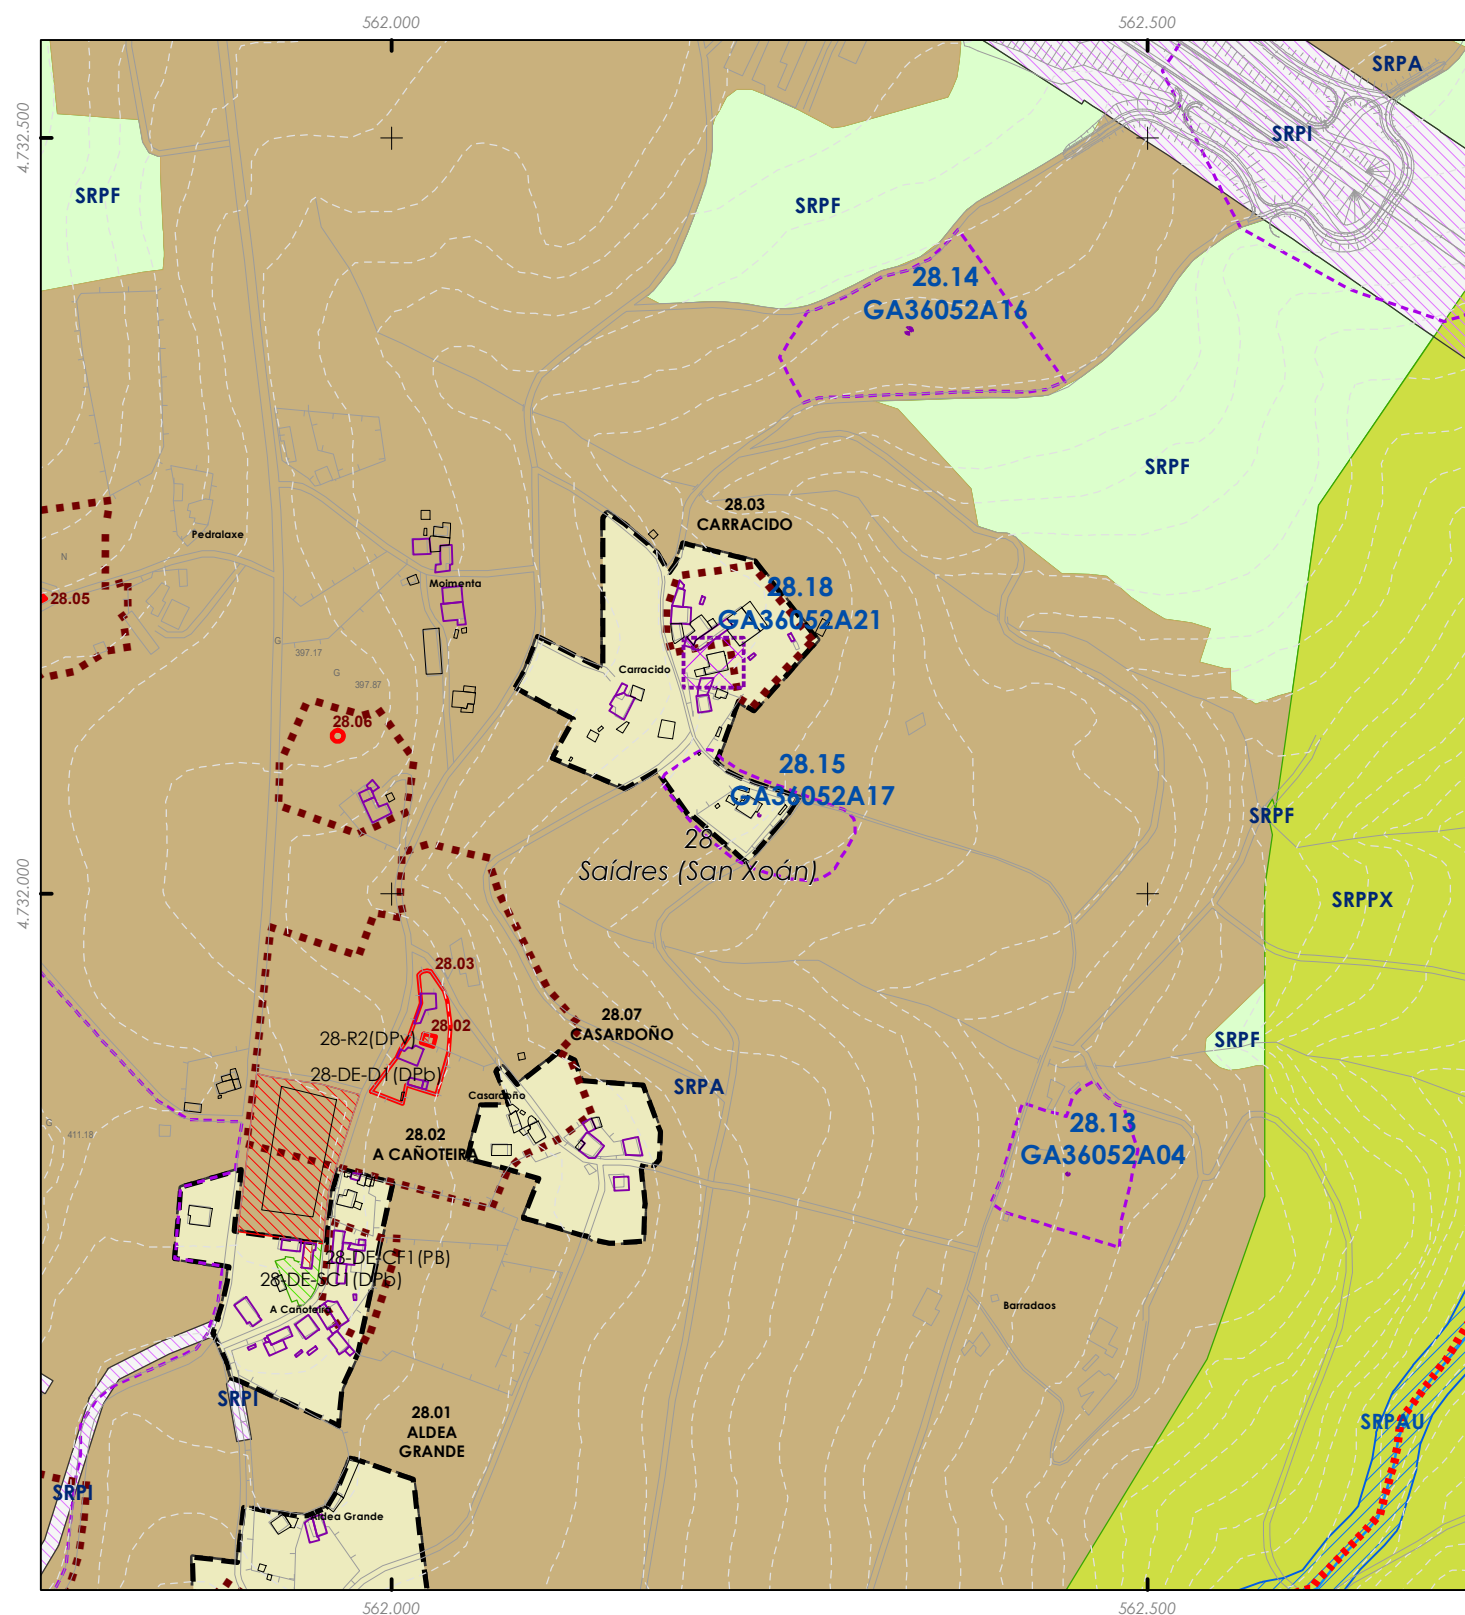 562.000
562.500
SRPA
4.732.500
SRPI
SRPF
SRPF
28.14
GA36052A16
SRPF
28.03
CARRACIDO
Pedralaxe
N
Moimenta
28.18
GA36052A21
28.05
G
397.17
G
397.87
Carracido
28.06
28.15
GA36052A17
28
Saídres (San Xoán)
SRPF
4.732.000
SRPPX
28.03
28.07
CASARDOÑO
28.02
28-R2(DPv)
SRPF
28-DE-D1(DPb)
SRPA
Casardoño
G
411.18
28.02
A CAÑOTEIRA
28.13
GA36052A04
28-DE-CF1(PB)
28-DE-SC1(DPb)
A Cañoteira
Barradaos
SRPI
28.01
ALDEA
GRANDE
SRPAU
SRPI
Aldea Grande
562.000
562.500